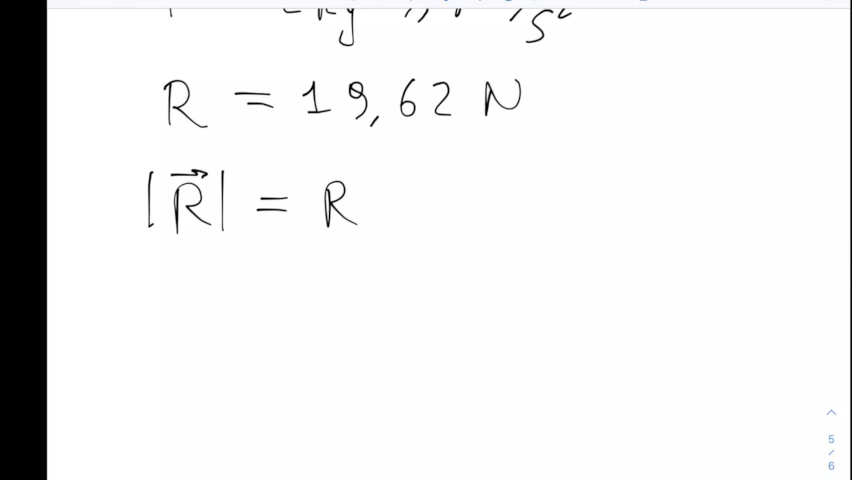 R = 19,62 N
|R⃗| = R
5
/
6